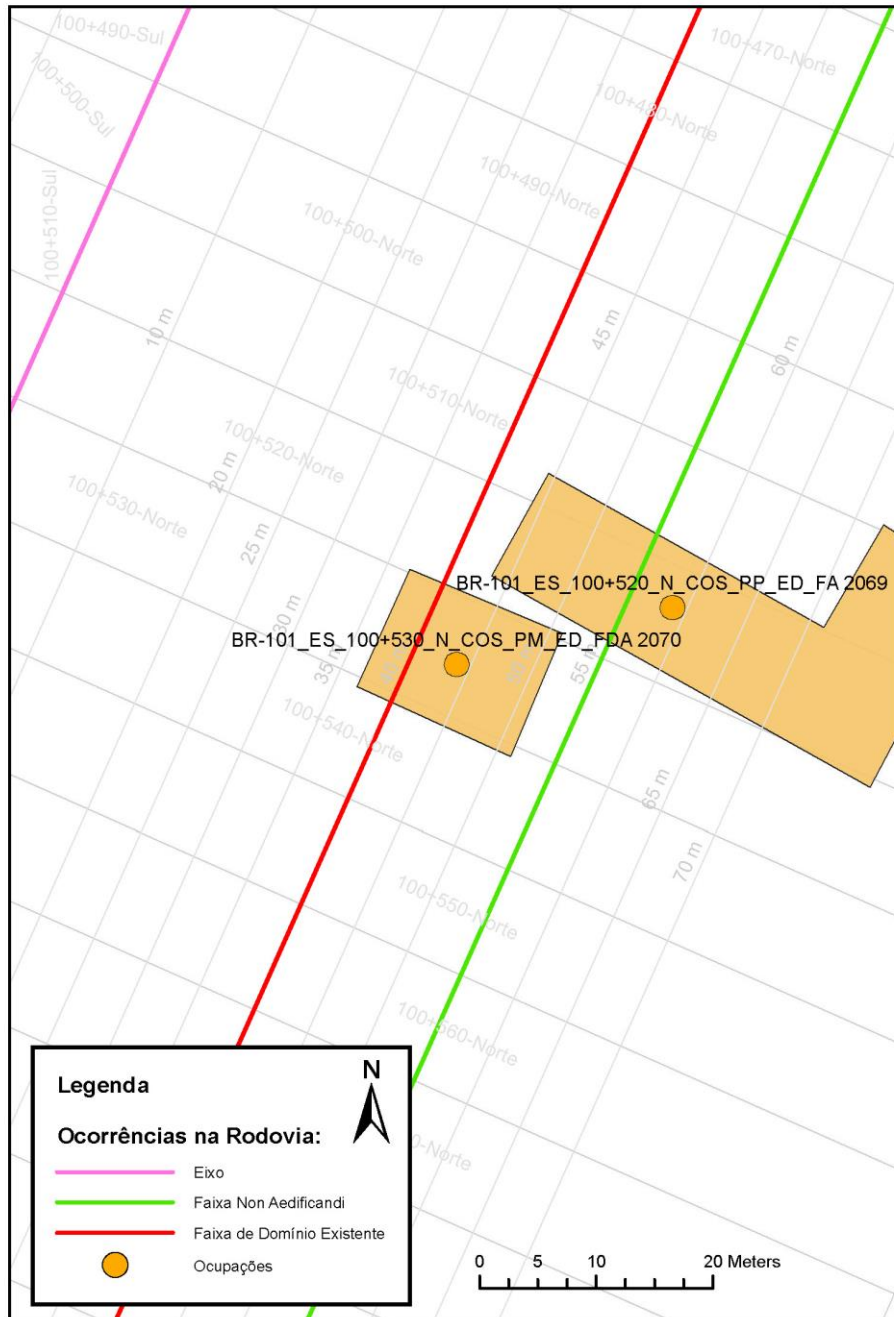 100+490-Sul
100+470-Norte
100+500-Sul
100+480-Norte
100+510-Sul
100+490-Norte
100+500-Norte
10 m
45 m
60 m
100+510-Norte
100+520-Norte
20 m
100+530-Norte
25 m
BR-101_ES_100+520_N_COS_PP_ED_FA 2069
30 m
BR-101_ES_100+530_N_COS_PM_ED_FDA 2070
35 m
55 m
100+540-Norte
65 m
70 m
100+550-Norte
100+560-Norte
0-Norte
Legenda
N
Ocorrências na Rodovia:
Eixo
Faixa Non Aedificandi
Faixa de Domínio Existente
Ocupações
0 5 10 20 Meters